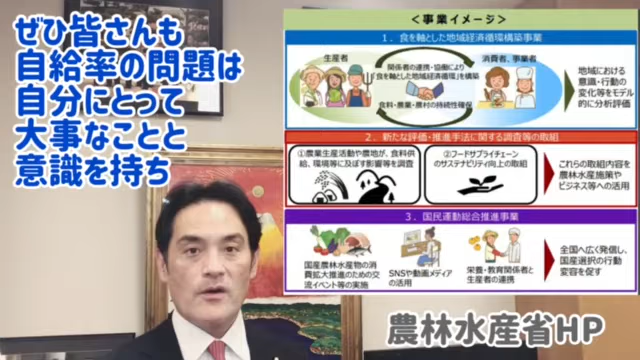 ぜひ皆さんも
自給率の問題は
自分にとって
大事なことと
意識を持ち
＜事業イメージ＞
１．食を軸とした地域経済循環構築事業
生産者
関係者の連携・協働により
「食を軸とした地域経済循環」を構築
食料・農業・農村の持続性確保
消費者、事業者
地域における
意識・行動の
変化等をモデル
的に分析評価
２．新たな評価・推進手法に関する調査等の取組
①農業生産活動や農地が、食料供
給、環境等に及ぼす影響等を調査
②フードサプライチェーン
のサステナビリティ向上の取組
これらの取組内容を
農林水産施策や
ビジネス等への活用
３．国民運動総合推進事業
国産農林水産物の消
費拡大推進のための交
流イベント等の実施
SNSや動画メディア
の活用
栄養・教育関係者と
生産者の連携
全国へ広く発信し、
国産選択の行動
変容を促す
農林水産省HP